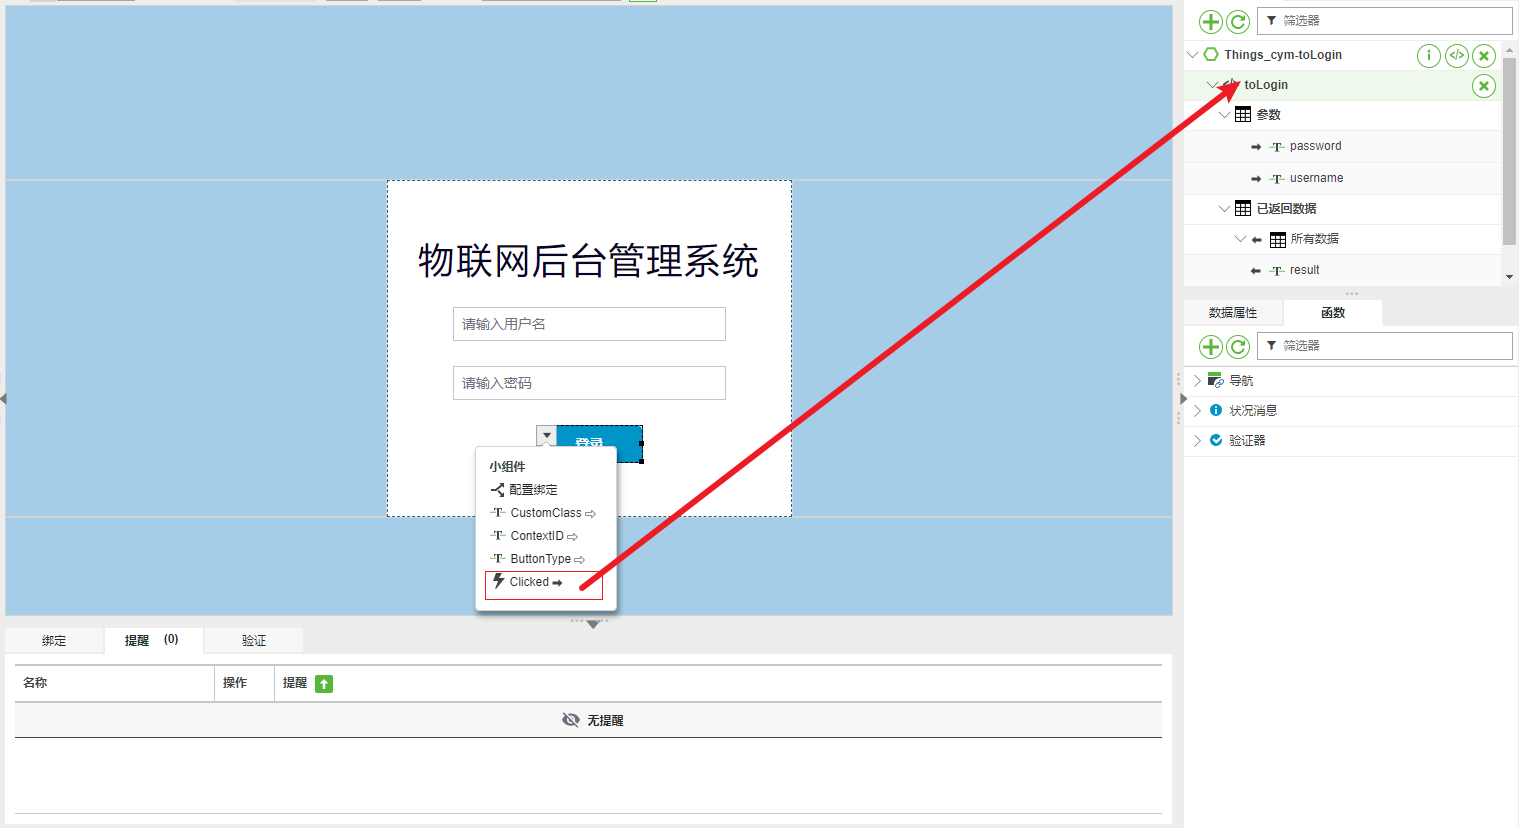 筛选器
Things_cym-toLogin
toLogin
参数
password
username
已返回数据
所有数据
result
数据属性
函数
筛选器
导航
状况消息
验证器
物联网后台管理系统
请输入用户名
请输入密码
登录
小组件
配置绑定
CustomClass
ContextID
ButtonType
Clicked
绑定
提醒 (0)
验证
名称 操作 提醒
无提醒